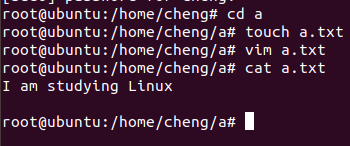 root@ubuntu:/home/cheng# cd a
root@ubuntu:/home/cheng/a# touch a.txt
root@ubuntu:/home/cheng/a# vim a.txt
root@ubuntu:/home/cheng/a# cat a.txt
I am studying Linux
root@ubuntu:/home/cheng/a#